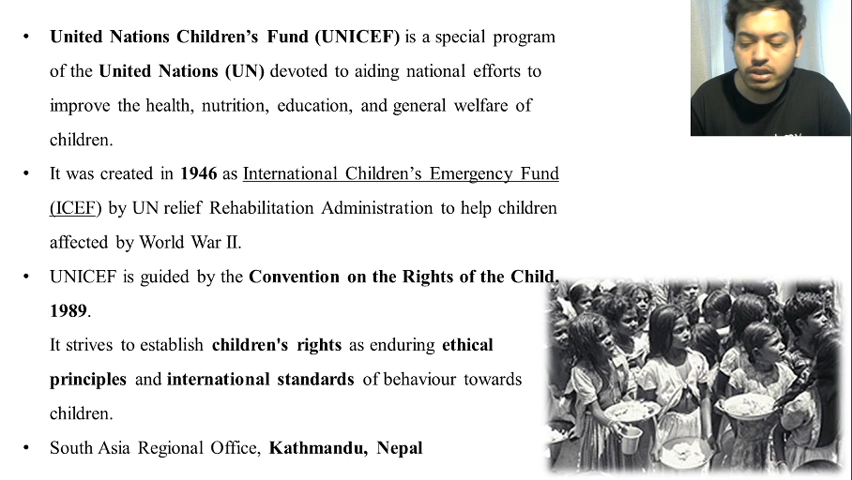 • United Nations Children's Fund (UNICEF) is a special program
of the United Nations (UN) devoted to aiding national efforts to
improve the health, nutrition, education, and general welfare of
children.
• It was created in 1946 as International Children's Emergency Fund
(ICEF) by UN relief Rehabilitation Administration to help children
affected by World War II.
• UNICEF is guided by the Convention on the Rights of the Child,
1989.
It strives to establish children's rights as enduring ethical
principles and international standards of behaviour towards
children.
• South Asia Regional Office, Kathmandu, Nepal